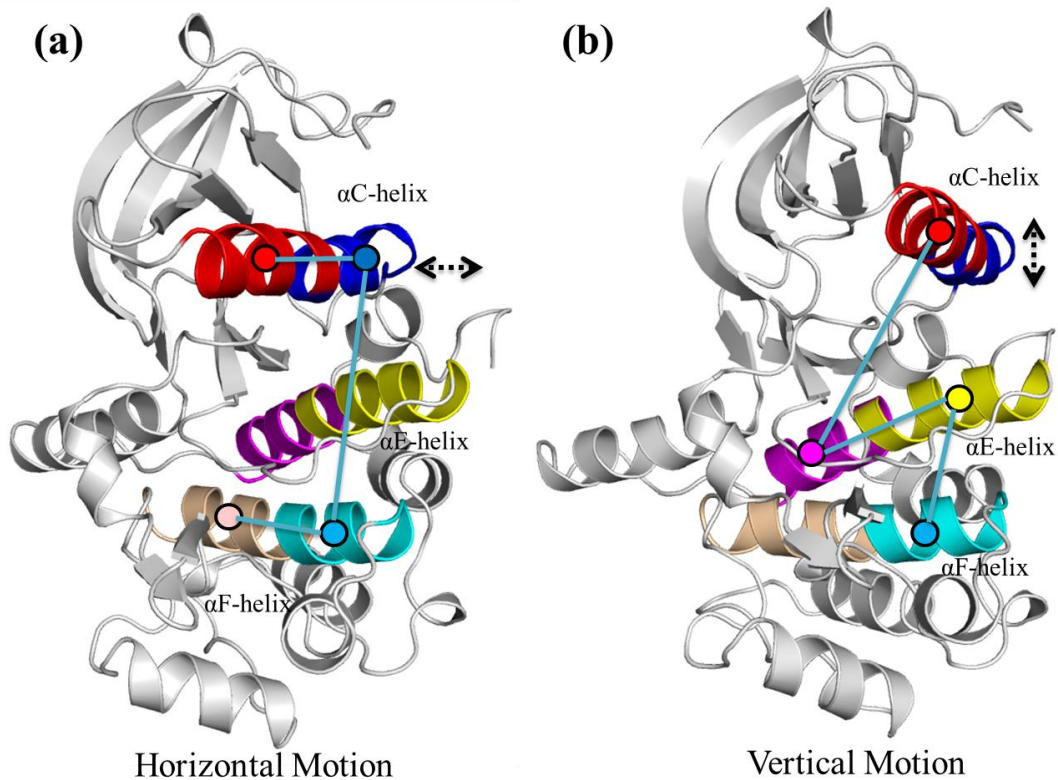 (a)
αC-helix
αE-helix
αF-helix
Horizontal Motion
(b)
αC-helix
αE-helix
αF-helix
Vertical Motion